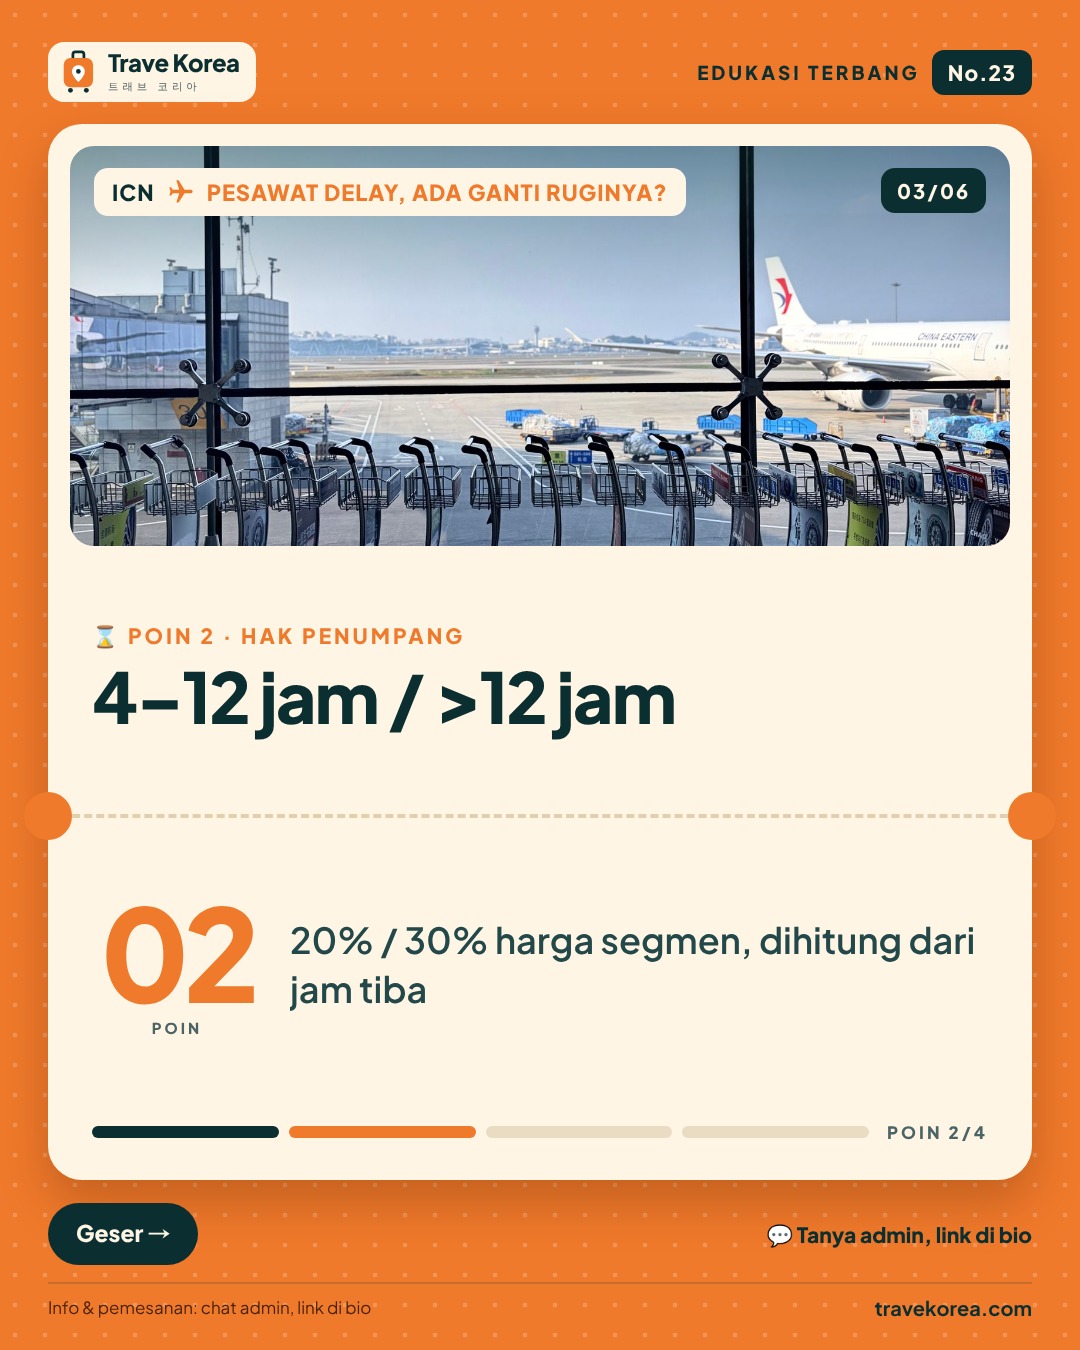 Trave Korea
트래브 코리아
EDUKASI TERBANG
No.23
ICN ✈ PESAWAT DELAY, ADA GANTI RUGINYA?
03/06
CHINA EASTERN
⌛ POIN 2 · HAK PENUMPANG
4–12 jam / >12 jam
02
POIN
20% / 30% harga segmen, dihitung dari
jam tiba
POIN 2/4
Geser →
💬 Tanya admin, link di bio
Info & pemesanan: chat admin, link di bio
travekorea.com